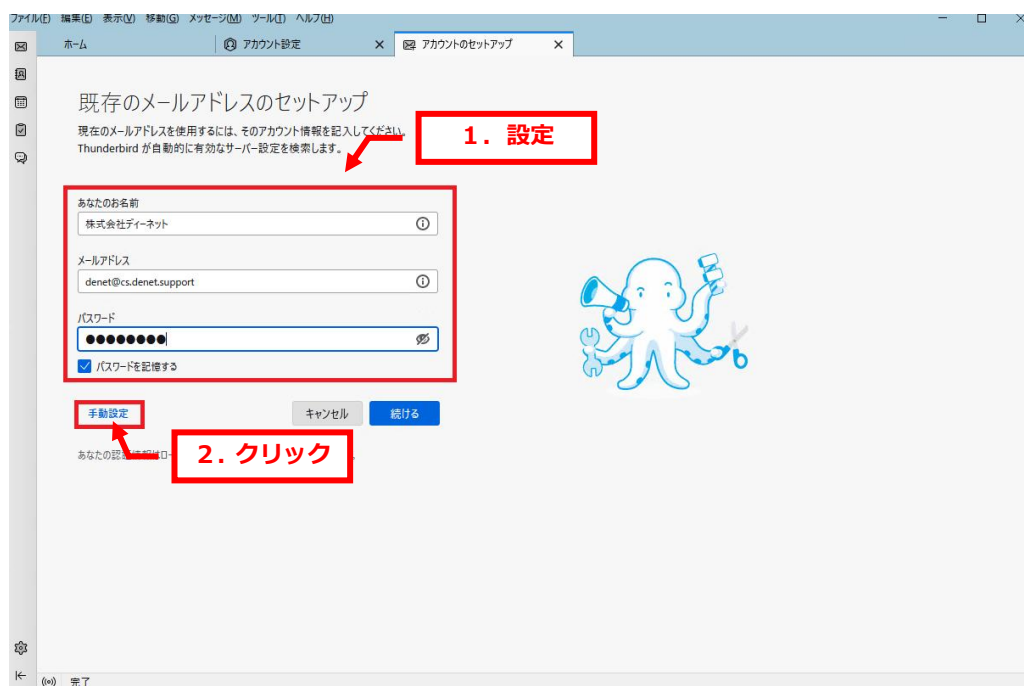 ファイル(F) 編集(E) 表示(V) 移動(G) メッセージ(M) ツール(T) ヘルプ(H)
ホーム アカウント設定 アカウントのセットアップ
既存のメールアドレスのセットアップ
現在のメールアドレスを使用するには、そのアカウント情報を記入してください。
Thunderbird が自動的に有効なサーバー設定を検索します。
1. 設定
あなたのお名前
株式会社ディーネット
メールアドレス
denet@cs.denet.support
パスワード
●●●●●●●●
パスワードを記憶する
手動設定 キャンセル 続ける
2. クリック
あなたの認
完了